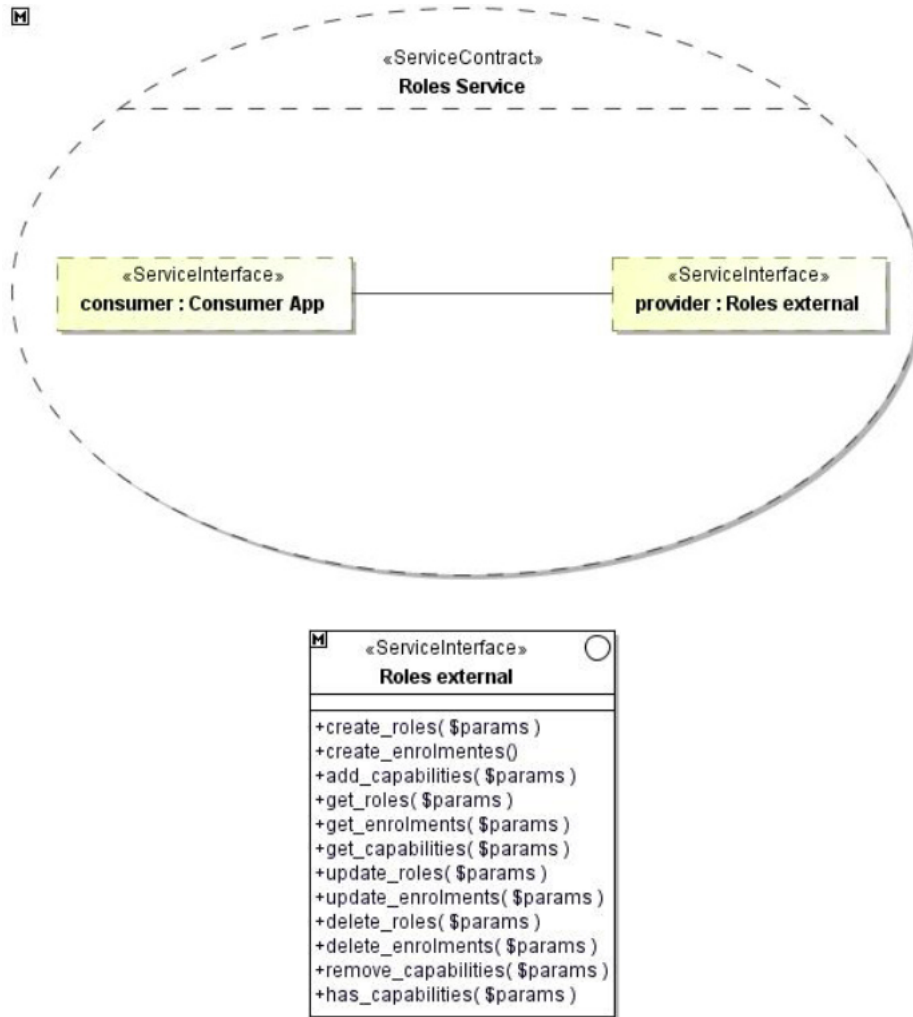 M
«ServiceContract»
Roles Service
«ServiceInterface»
consumer : Consumer App
«ServiceInterface»
provider : Roles external
M
«ServiceInterface»
Roles external
+create_roles( $params )
+create_enrolmentes()
+add_capabilities( $params )
+get_roles( $params )
+get_enrolments( $params )
+get_capabilities( $params )
+update_roles( $params )
+update_enrolments( $params )
+delete_roles( $params )
+delete_enrolments( $params )
+remove_capabilities( $params )
+has_capabilities( $params )